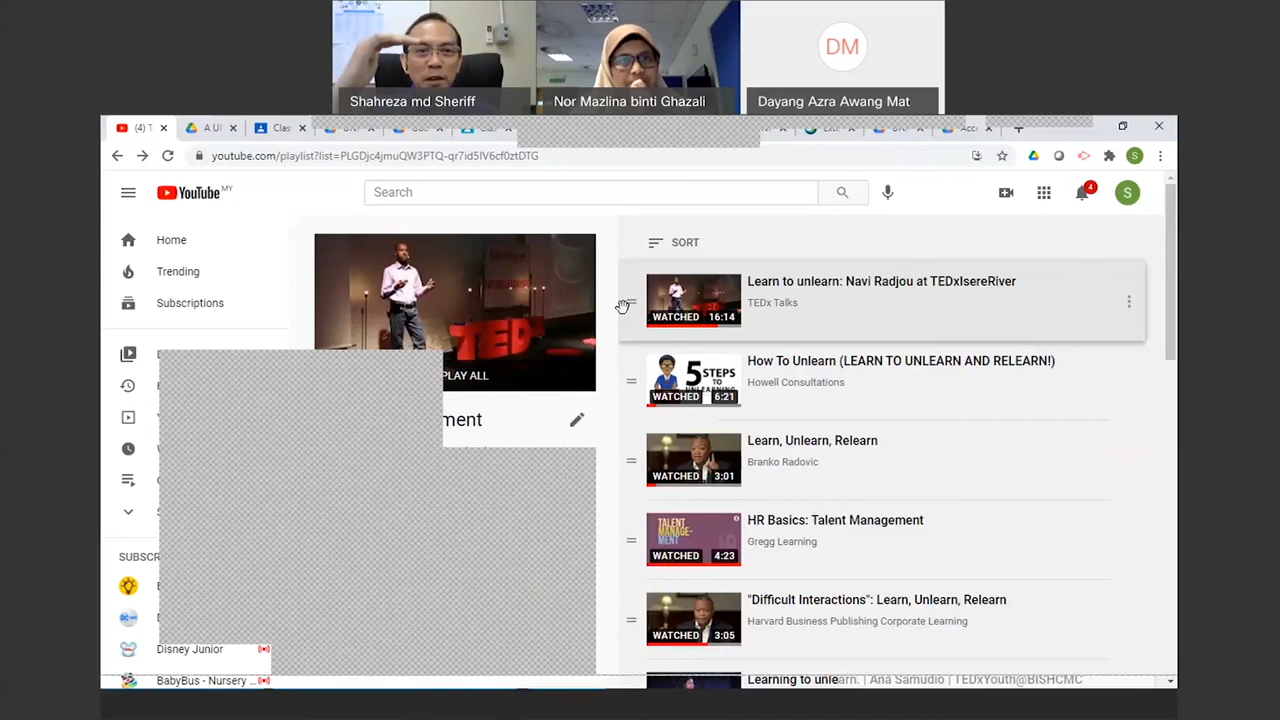 DM
Shahreza md Sheriff
Nor Mazlina binti Ghazali
Dayang Azra Awang Mat
youtube.com/playlist?list=PLGDjc4jmuQW3PTQ-qr7id5IV6cf0ztDTG
YouTube MY
Search
4
S
Home
Trending
Subscriptions
SORT
TED
PLAY ALL
ment
Learn to unlearn: Navi Radjou at TEDxIsereRiver
TEDx Talks
WATCHED 16:14
How To Unlearn (LEARN TO UNLEARN AND RELEARN!)
Howell Consultations
5 STEPS TO
WATCHED 6:21
Learn, Unlearn, Relearn
Branko Radovic
WATCHED 3:01
HR Basics: Talent Management
Gregg Learning
TALENT
MANAGE-
MENT
WATCHED 4:23
"Difficult Interactions": Learn, Unlearn, Relearn
Harvard Business Publishing Corporate Learning
WATCHED 3:05
Learning to unlearn. | Ana Samudio | TEDxYouth@BISHCMC
SUBSC
Disney Junior
BabyBus - Nursery ...